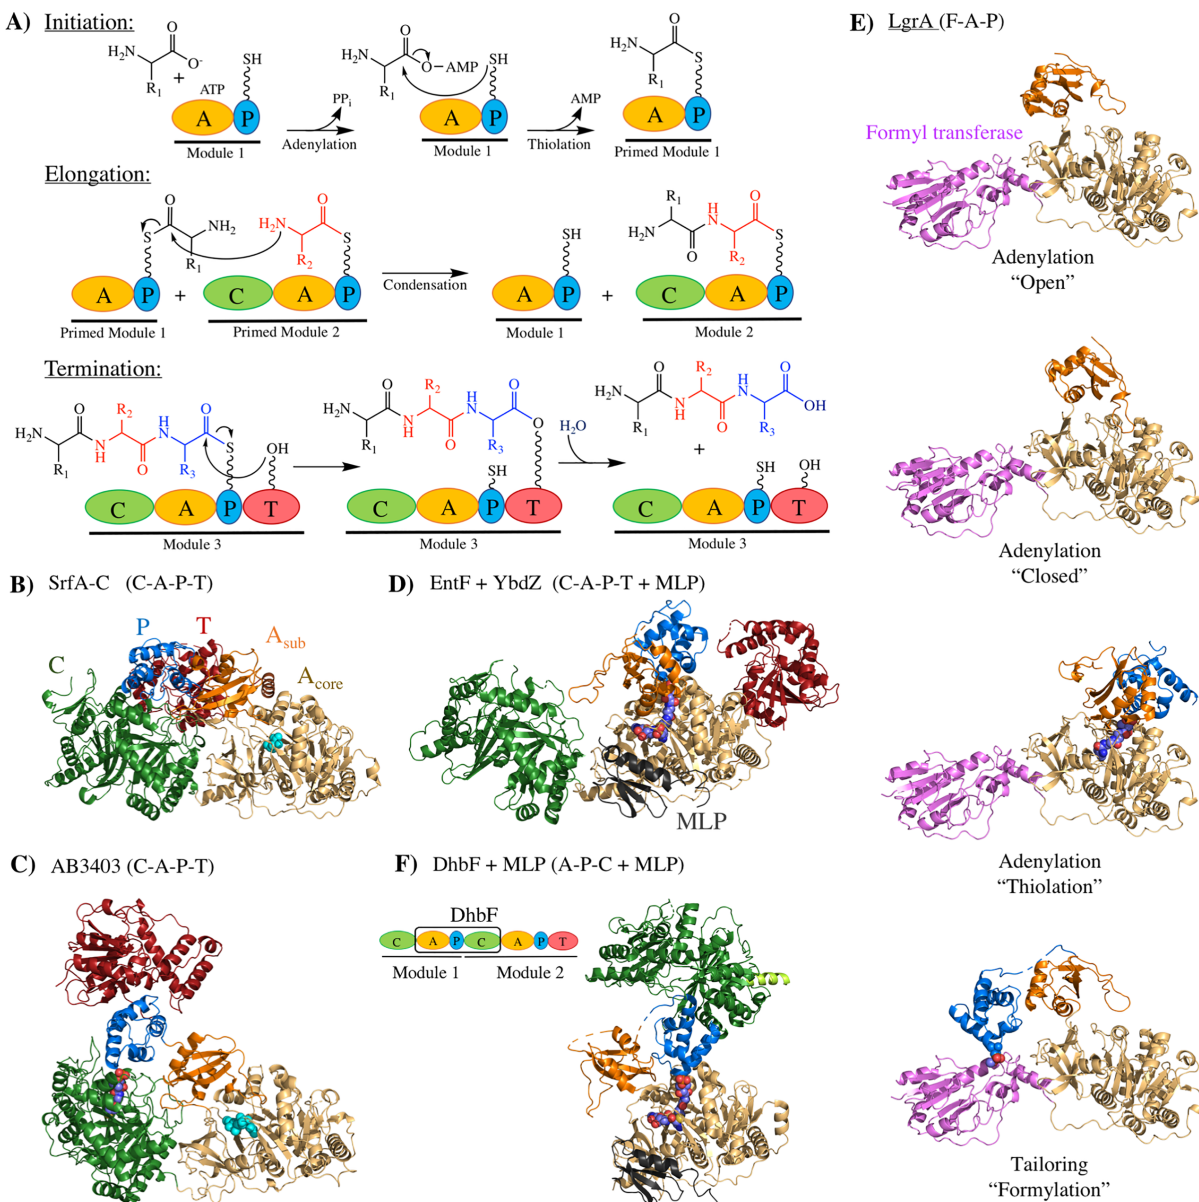 A) Initiation:
O
H₂N
O⁻
R₁
+
SH
ATP
A
P
Module 1
PPᵢ
Adenylation
O
H₂N
O—AMP
R₁
SH
A
P
Module 1
AMP
Thiolation
O
H₂N
S
R₁
A
P
Primed Module 1
Elongation:
O
S
NH₂
R₁
A
P
Primed Module 1
+
O
H₂N
S
R₂
C
A
P
Primed Module 2
Condensation
SH
A
P
Module 1
+
R₁
H
N
O
H₂N
O
R₂
S
C
A
P
Module 2
Termination:
O
R₂
H
N
O
H₂N
R₁
N
H
O
R₃
S
OH
C
A
P
T
Module 3
O
R₂
H
N
O
H₂N
R₁
N
H
O
R₃
O
SH
C
A
P
T
Module 3
H₂O
O
R₂
H
N
O
H₂N
R₁
N
H
O
R₃
OH
+
SH
OH
C
A
P
T
Module 3
B) SrfA-C (C-A-P-T)
C
P
T
A sub
A core
C) AB3403 (C-A-P-T)
D) EntF + YbdZ (C-A-P-T + MLP)
MLP
F) DhbF + MLP (A-P-C + MLP)
DhbF
C
A
P
C
A
P
T
Module 1
Module 2
E) LgrA (F-A-P)
Formyl transferase
Adenylation
“Open”
Adenylation
“Closed”
Adenylation
“Thiolation”
Tailoring
“Formylation”